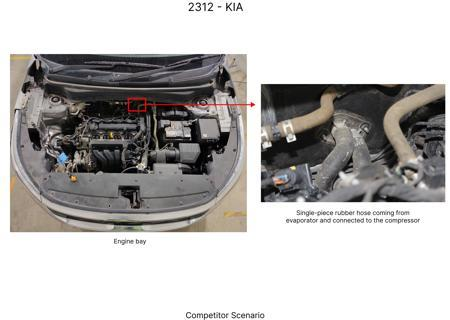 2312 - KIA
Engine bay
Single-piece rubber hose coming from
evaporator and connected to the compressor
Competitor Scenario